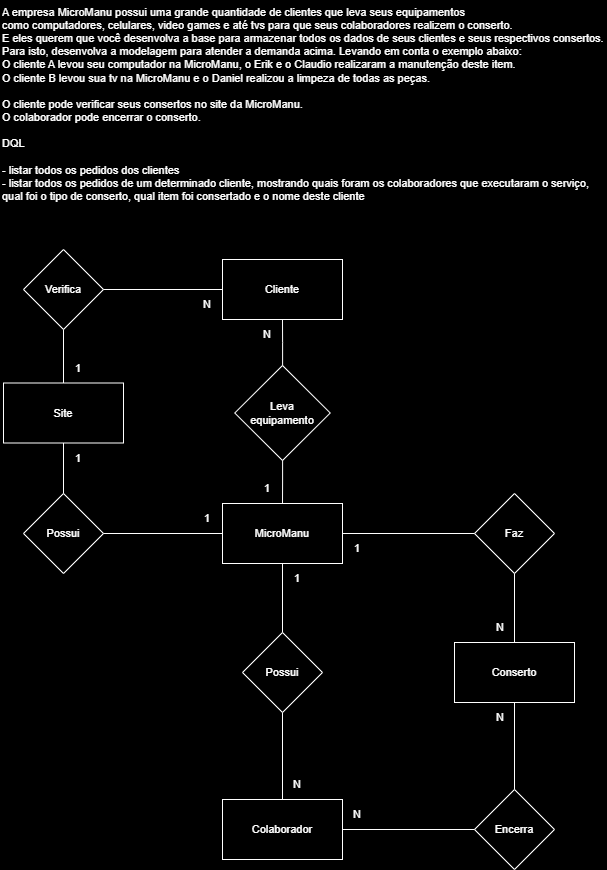 A empresa MicroManu possui uma grande quantidade de clientes que leva seus equipamentos
como computadores, celulares, video games e até tvs para que seus colaboradores realizem o conserto.
E eles querem que você desenvolva a base para armazenar todos os dados de seus clientes e seus respectivos consertos.
Para isto, desenvolva a modelagem para atender a demanda acima. Levando em conta o exemplo abaixo:
O cliente A levou seu computador na MicroManu, o Erik e o Claudio realizaram a manutenção deste item.
O cliente B levou sua tv na MicroManu e o Daniel realizou a limpeza de todas as peças.
O cliente pode verificar seus consertos no site da MicroManu.
O colaborador pode encerrar o conserto.
DQL
- listar todos os pedidos dos clientes
- listar todos os pedidos de um determinado cliente, mostrando quais foram os colaboradores que executaram o serviço,
qual foi o tipo de conserto, qual item foi consertado e o nome deste cliente
Verifica
Cliente
N
N
1
Site
Leva
equipamento
1
1
1
MicroManu
Possui
1
Faz
1
N
Possui
Conserto
N
N
Colaborador
N
Encerra